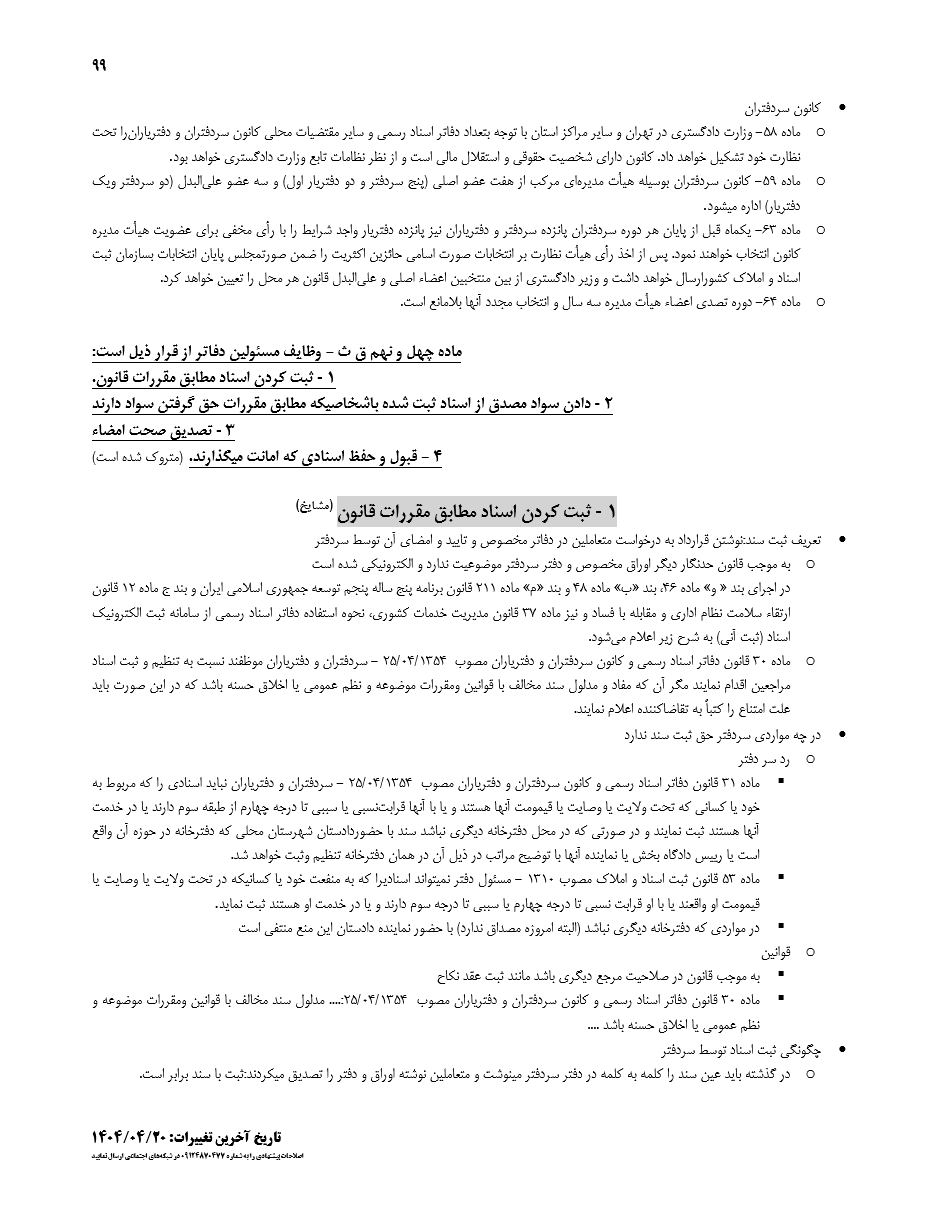 ۹۹
• کانون سردفتران
○ ماده ۵۸- وزارت دادگستری در تهران و سایر مراکز استان با توجه بتعداد دفاتر اسناد رسمی و سایر مقتضیات محلی کانون سردفتران و دفتریاران‌را تحت
نظارت خود تشکیل خواهد داد. کانون دارای شخصیت حقوقی و استقلال مالی است و از نظر نظامات تابع وزارت دادگستری خواهد بود.
○ ماده ۵۹- کانون سردفتران بوسیله هیأت مدیره‌ای مرکب از هفت عضو اصلی (پنج سردفتر و دو دفتریار اول) و سه عضو علی‌البدل (دو سردفتر ویک
دفتریار) اداره میشود.
○ ماده ۶۳- یکماه قبل از پایان هر دوره سردفتران پانزده سردفتر و دفتریاران نیز پانزده دفتریار واجد شرایط را با رأی مخفی برای عضویت هیأت مدیره
کانون انتخاب خواهند نمود. پس از اخذ رأی هیأت نظارت بر انتخابات صورت اسامی حائزین اکثریت را ضمن صورتمجلس پایان انتخابات بسازمان ثبت
اسناد و املاک کشورارسال خواهد داشت و وزیر دادگستری از بین منتخبین اعضاء اصلی و علی‌البدل قانون هر محل را تعیین خواهد کرد.
○ ماده ۶۴- دوره تصدی اعضاء هیأت مدیره سه سال و انتخاب مجدد آنها بلامانع است.
ماده چهل و نهم ق ث – وظایف مسئولین دفاتر از قرار ذیل است:
۱ - ثبت کردن اسناد مطابق مقررات قانون.
۲ - دادن سواد مصدق از اسناد ثبت شده باشخاصیکه مطابق مقررات حق گرفتن سواد دارند
۳ - تصدیق صحت امضاء
۴ – قبول و حفظ اسنادی که امانت میگذارند. (متروک شده است)
۱ - ثبت کردن اسناد مطابق مقررات قانون (مشایخ)
• تعریف ثبت سند:نوشتن قرارداد به درخواست متعاملین در دفاتر مخصوص و تایید و امضای آن توسط سردفتر
○ به موجب قانون حدنگار دیگر اوراق مخصوص و دفتر سردفتر موضوعیت ندارد و الکترونیکی شده است
در اجرای بند « و» ماده ۴۶، بند «ب» ماده ۴۸ و بند «م» ماده ۲۱۱ قانون برنامه پنج ساله پنجم توسعه جمهوری اسلامی ایران و بند ج ماده ۱۲ قانون
ارتقاء سلامت نظام اداری و مقابله با فساد و نیز ماده ۳۷ قانون مدیریت خدمات کشوری، نحوه استفاده دفاتر اسناد رسمی از سامانه ثبت الکترونیک
اسناد (ثبت آنی) به شرح زیر اعلام می‌شود.
○ ماده ۳۰ قانون دفاتر اسناد رسمی و کانون سردفتران و دفتریاران مصوب ۲۵/۰۴/۱۳۵۴ – سردفتران و دفتریاران موظفند نسبت به تنظیم و ثبت اسناد
مراجعین اقدام نمایند مگر آن که مفاد و مدلول سند مخالف با قوانین ومقررات موضوعه و نظم عمومی یا اخلاق حسنه باشد که در این صورت باید
علت امتناع را کتباً به تقاضاکننده اعلام نمایند.
• در چه مواردی سردفتر حق ثبت سند ندارد
○ رد سر دفتر
▪ ماده ۳۱ قانون دفاتر اسناد رسمی و کانون سردفتران و دفتریاران مصوب ۲۵/۰۴/۱۳۵۴ – سردفتران و دفتریاران نباید اسنادی را که مربوط به
خود یا کسانی که تحت ولایت یا وصایت یا قیمومت آنها هستند و یا با آنها قرابت‌نسبی یا سببی تا درجه چهارم از طبقه سوم دارند یا در خدمت
آنها هستند ثبت نمایند و در صورتی که در محل دفترخانه دیگری نباشد سند با حضوردادستان شهرستان محلی که دفترخانه در حوزه آن واقع
است یا رییس دادگاه بخش یا نماینده آنها با توضیح مراتب در ذیل آن در همان دفترخانه تنظیم وثبت خواهد شد.
▪ ماده ۵۳ قانون ثبت اسناد و املاک مصوب ۱۳۱۰ – مسئول دفتر نمیتواند اسنادیرا که به منفعت خود یا کسانیکه در تحت ولایت یا وصایت یا
قیمومت او واقعند یا با او قرابت نسبی تا درجه چهارم یا سببی تا درجه سوم دارند و یا در خدمت او هستند ثبت نماید.
▪ در مواردی که دفترخانه دیگری نباشد (البته امروزه مصداق ندارد) با حضور نماینده دادستان این منع منتفی است
○ قوانین
▪ به موجب قانون در صلاحیت مرجع دیگری باشد مانند ثبت عقد نکاح
▪ ماده ۳۰ قانون دفاتر اسناد رسمی و کانون سردفتران و دفتریاران مصوب ۲۵/۰۴/۱۳۵۴:.... مدلول سند مخالف با قوانین ومقررات موضوعه و
نظم عمومی یا اخلاق حسنه باشد ....
• چگونگی ثبت اسناد توسط سردفتر
○ در گذشته باید عین سند را کلمه به کلمه در دفتر سردفتر مینوشت و متعاملین نوشته اوراق و دفتر را تصدیق میکردند:ثبت با سند برابر است.
تاریخ آخرین تغییرات: ۱۴۰۴/۰۴/۲۰
اصلاحات پیشنهادی را به شماره ۰۹۱۲۴۸۷۰۴۷۷ در شبکه‌های اجتماعی ارسال نمایید